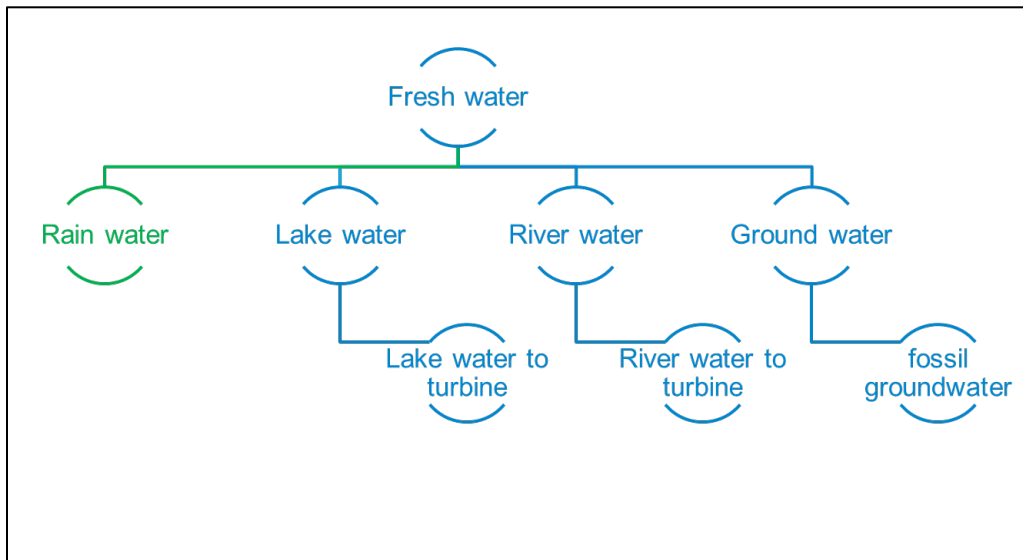 Fresh water
Rain water
Lake water
River water
Ground water
Lake water to
turbine
River water to
turbine
fossil
groundwater